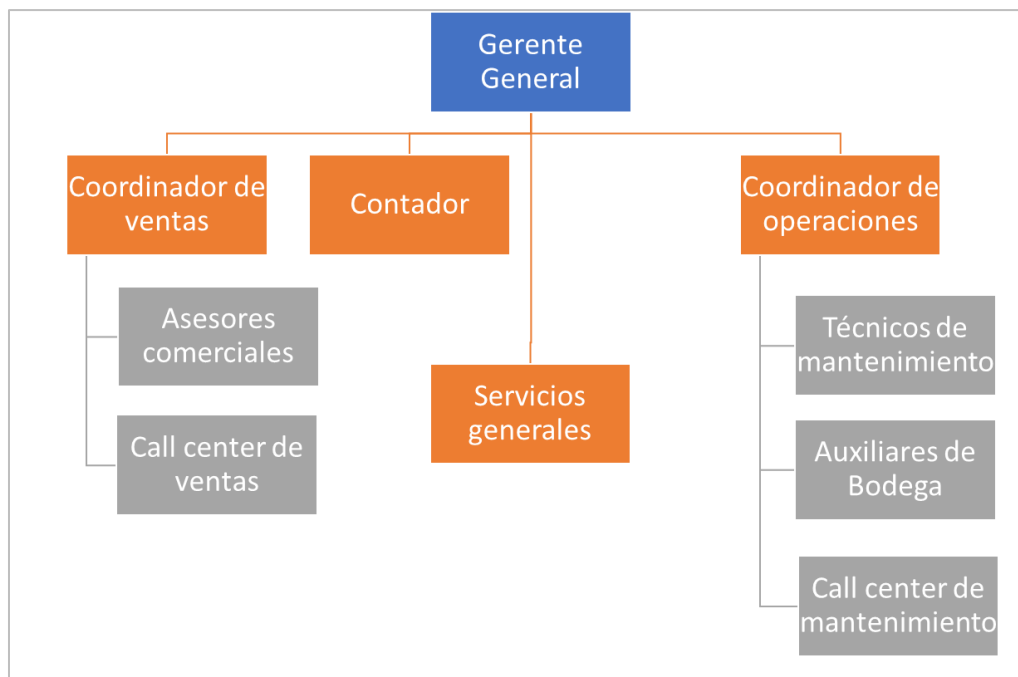 Gerente
General
Coordinador de
ventas
Contador
Coordinador de
operaciones
Asesores
comerciales
Call center de
ventas
Servicios
generales
Técnicos de
mantenimiento
Auxiliares de
Bodega
Call center de
mantenimiento